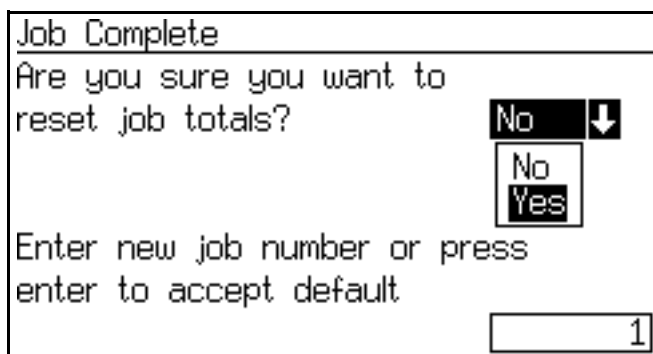 Job Complete
Are you sure you want to
reset job totals? No
No
Yes
Enter new job number or press
enter to accept default
1